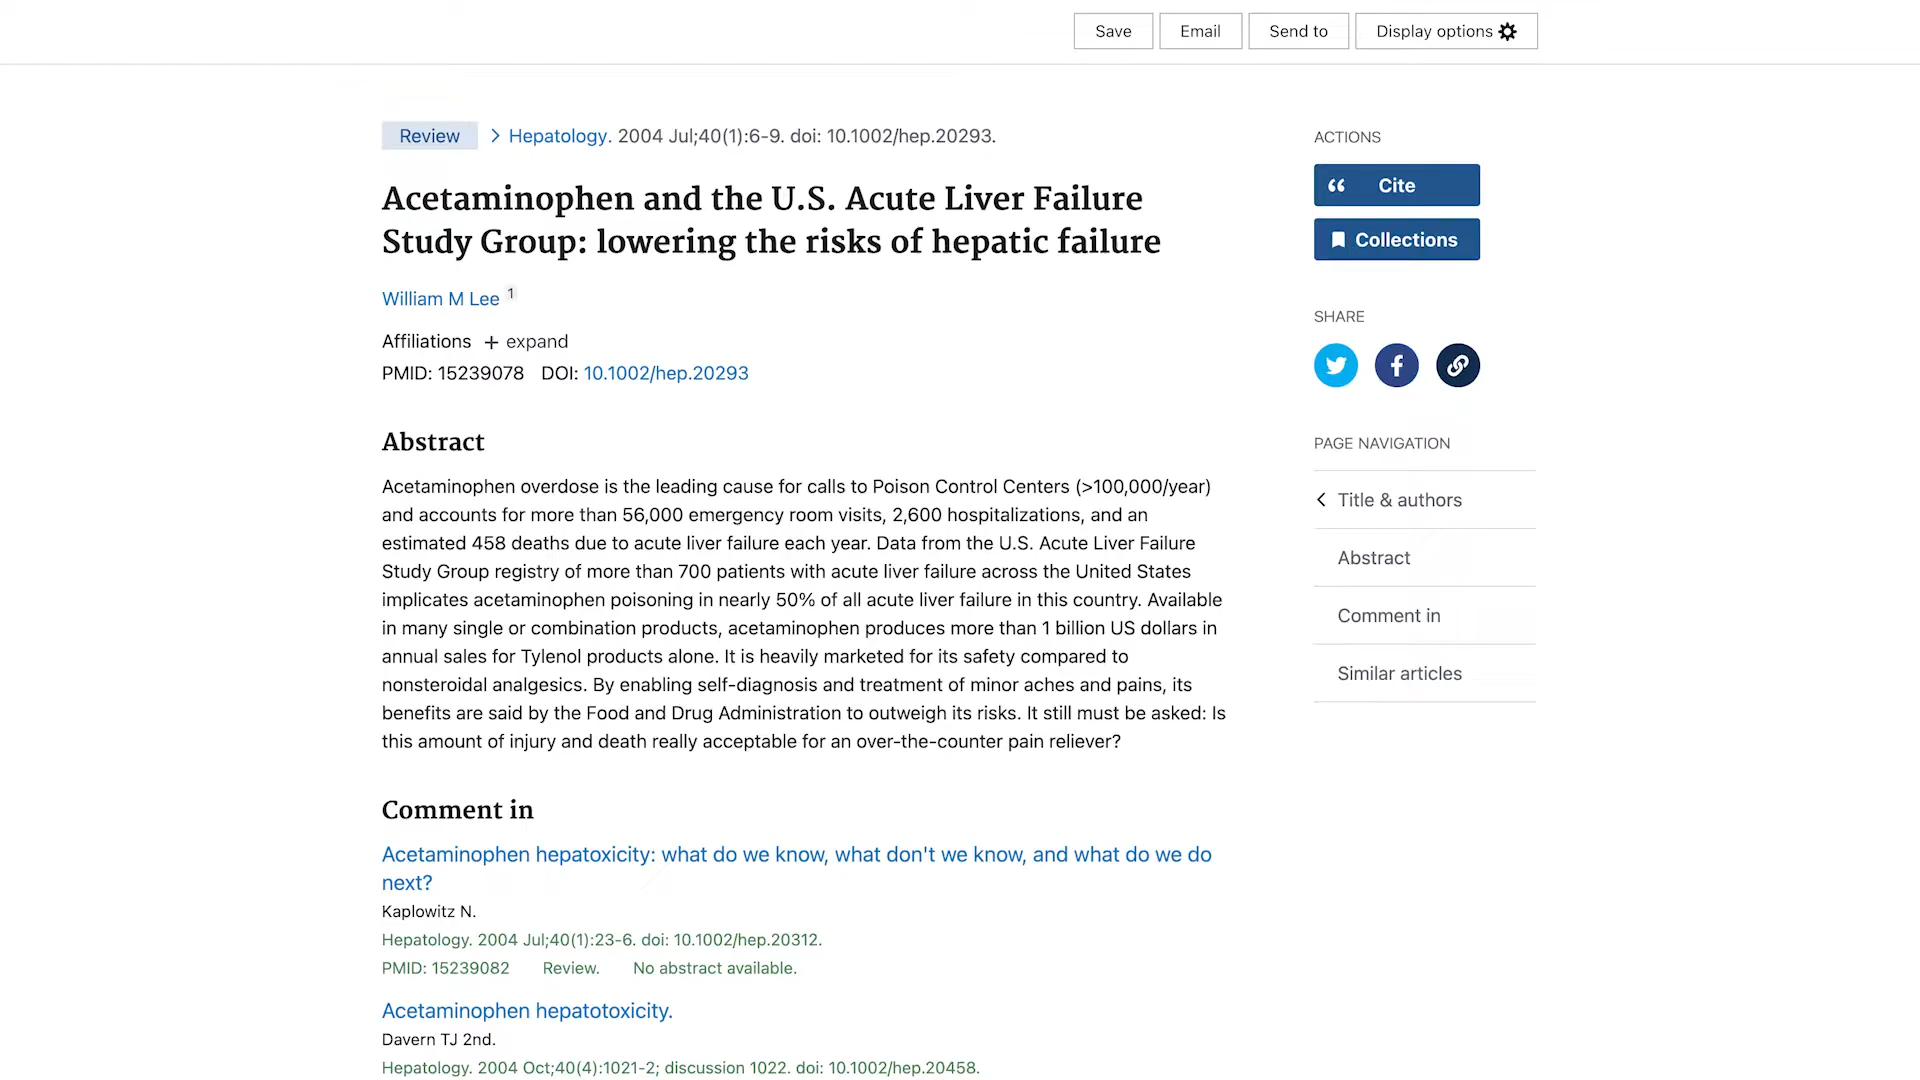 Save Email Send to Display options
Review Hepatology. 2004 Jul;40(1):6-9. doi: 10.1002/hep.20293.
Acetaminophen and the U.S. Acute Liver Failure
Study Group: lowering the risks of hepatic failure
William M Lee 1
Affiliations + expand
PMID: 15239078 DOI: 10.1002/hep.20293
Abstract
Acetaminophen overdose is the leading cause for calls to Poison Control Centers (>100,000/year)
and accounts for more than 56,000 emergency room visits, 2,600 hospitalizations, and an
estimated 458 deaths due to acute liver failure each year. Data from the U.S. Acute Liver Failure
Study Group registry of more than 700 patients with acute liver failure across the United States
implicates acetaminophen poisoning in nearly 50% of all acute liver failure in this country. Available
in many single or combination products, acetaminophen produces more than 1 billion US dollars in
annual sales for Tylenol products alone. It is heavily marketed for its safety compared to
nonsteroidal analgesics. By enabling self-diagnosis and treatment of minor aches and pains, its
benefits are said by the Food and Drug Administration to outweigh its risks. It still must be asked: Is
this amount of injury and death really acceptable for an over-the-counter pain reliever?
Comment in
Acetaminophen hepatoxicity: what do we know, what don't we know, and what do we do
next?
Kaplowitz N.
Hepatology. 2004 Jul;40(1):23-6. doi: 10.1002/hep.20312.
PMID: 15239082 Review. No abstract available.
Acetaminophen hepatotoxicity.
Davern TJ 2nd.
Hepatology. 2004 Oct;40(4):1021-2; discussion 1022. doi: 10.1002/hep.20458.
ACTIONS
Cite
Collections
SHARE
PAGE NAVIGATION
Title & authors
Abstract
Comment in
Similar articles